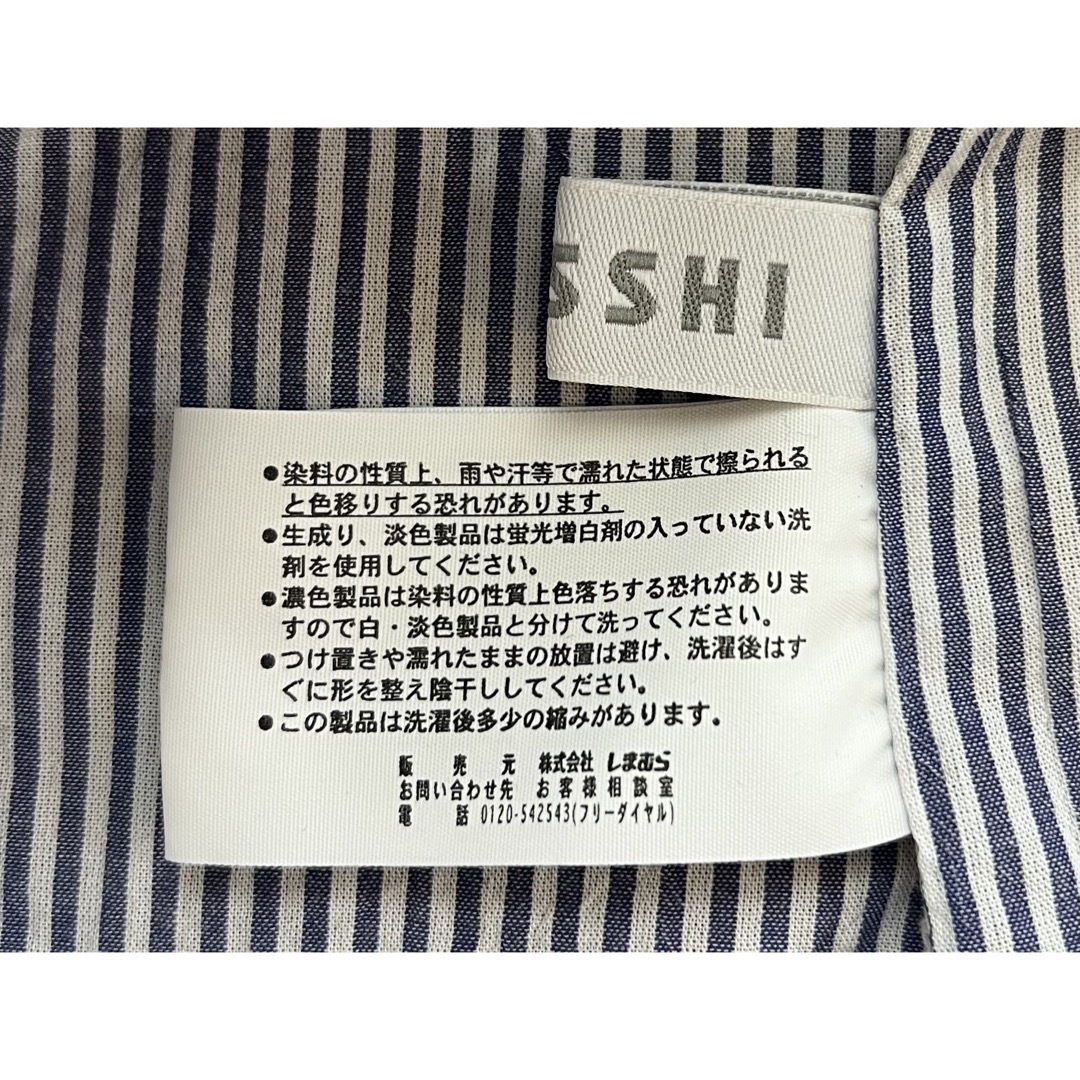 SSHI
●染料の性質上、雨や汗等で濡れた状態で擦られる
と色移りする恐れがあります。
●生成り、淡色製品は蛍光増白剤の入っていない洗
剤を使用してください。
●濃色製品は染料の性質上色落ちする恐れがありま
すので白・淡色製品と分けて洗ってください。
●つけ置きや濡れたままの放置は避け、洗濯後はす
ぐに形を整え陰干ししてください。
●この製品は洗濯後多少の縮みがあります。
販売元 株式会社 しまむら
お問い合わせ先 お客様相談室
電話 0120-542543(フリーダイヤル)